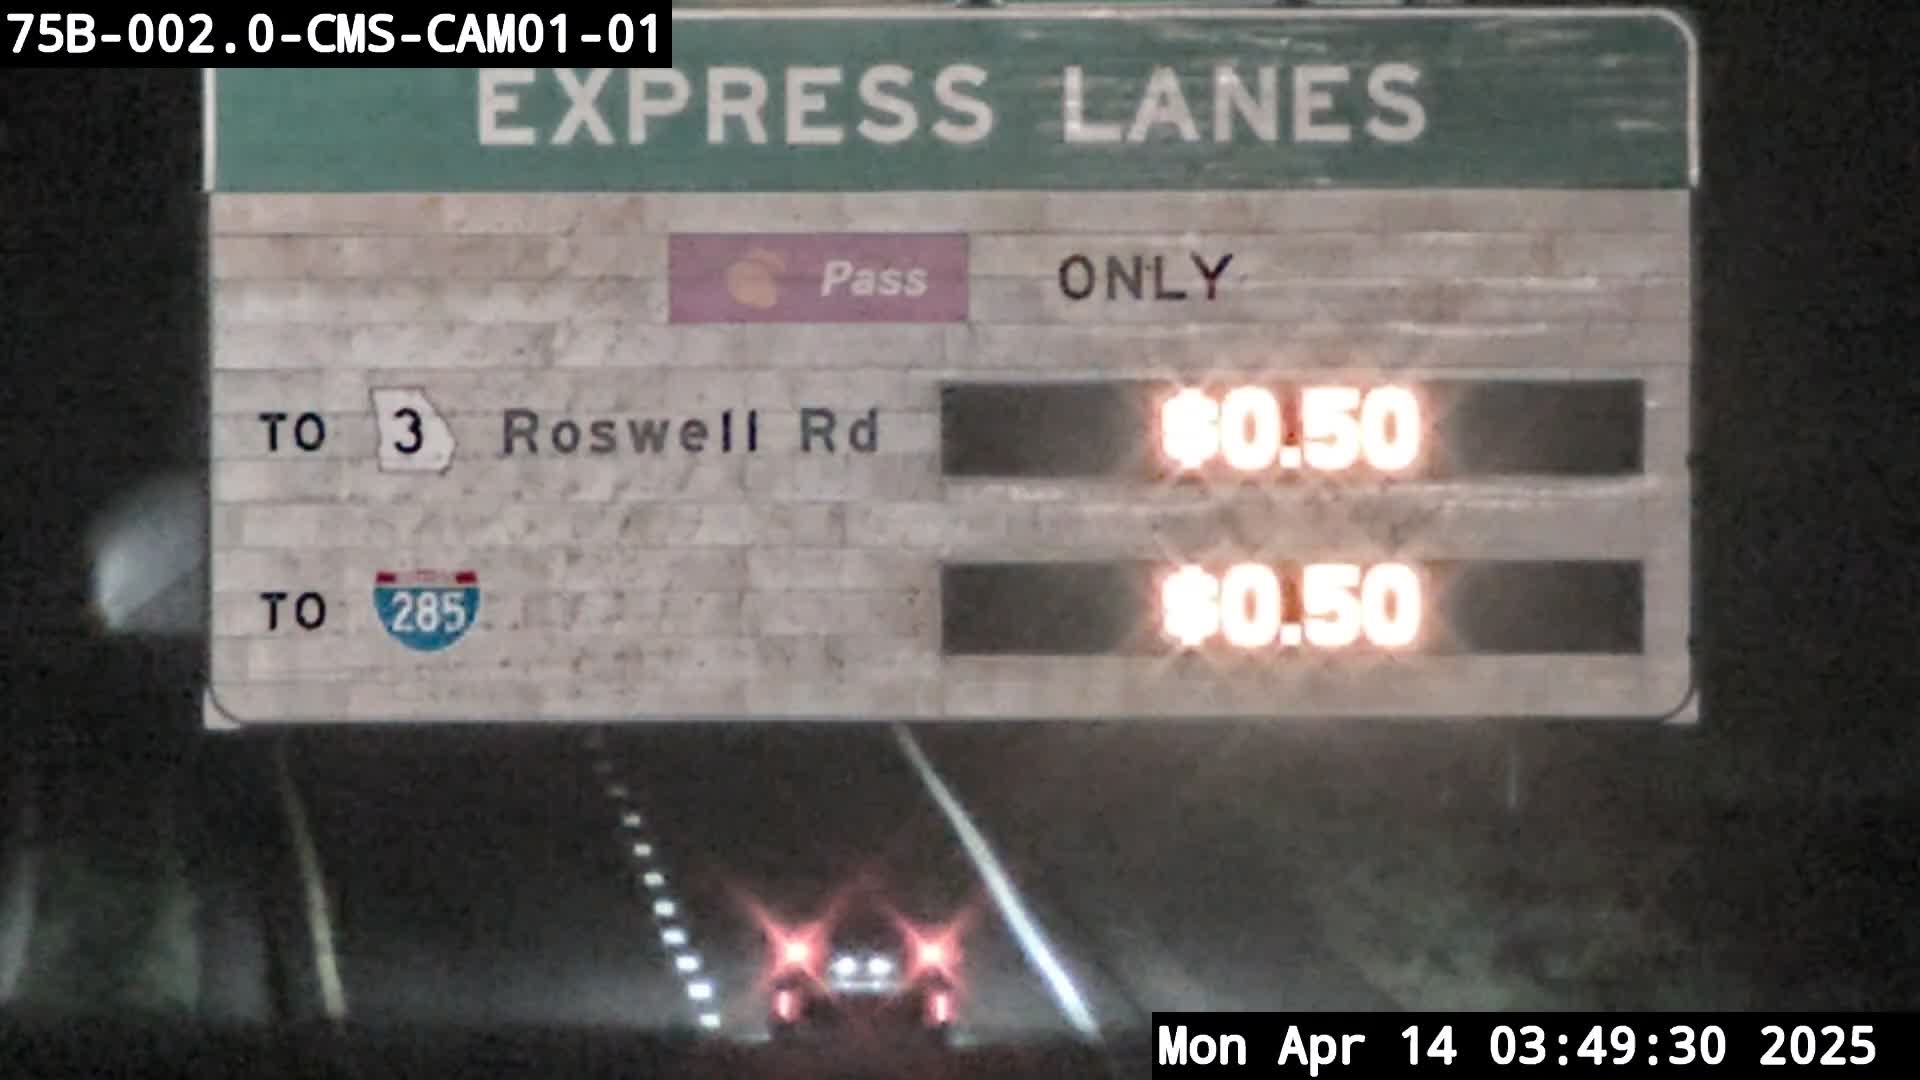 75B-002.0-CMS-CAM01-01
EXPRESS LANES
Pass ONLY
TO 3 Roswell Rd $0.50
TO 285 $0.50
Mon Apr 14 03:49:30 2025